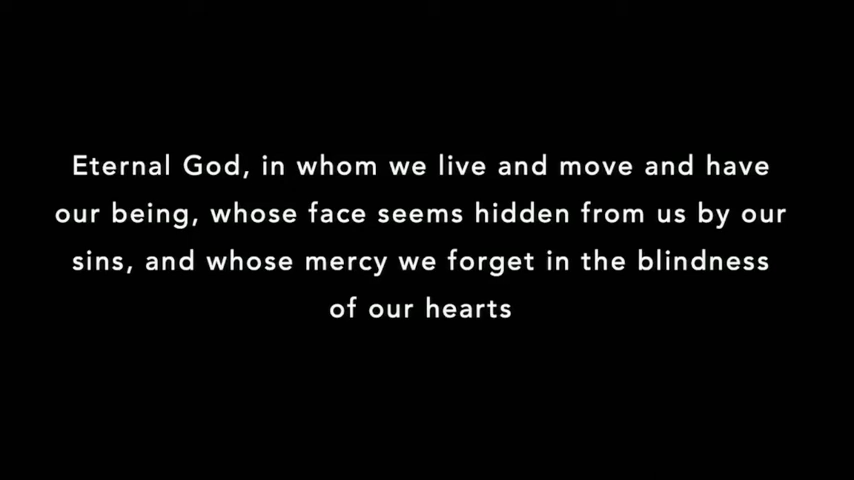 Eternal God, in whom we live and move and have
our being, whose face seems hidden from us by our
sins, and whose mercy we forget in the blindness
of our hearts